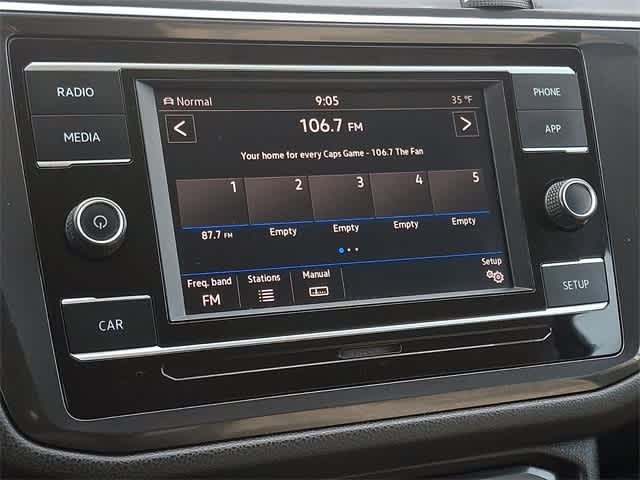 RADIO
MEDIA
CAR
PHONE
APP
SETUP
Normal 9:05 35 °F
106.7 FM
Your home for every Caps Game - 106.7 The Fan
1 2 3 4 5
87.7 FM Empty Empty Empty Empty
Freq. band Stations Manual Setup
FM